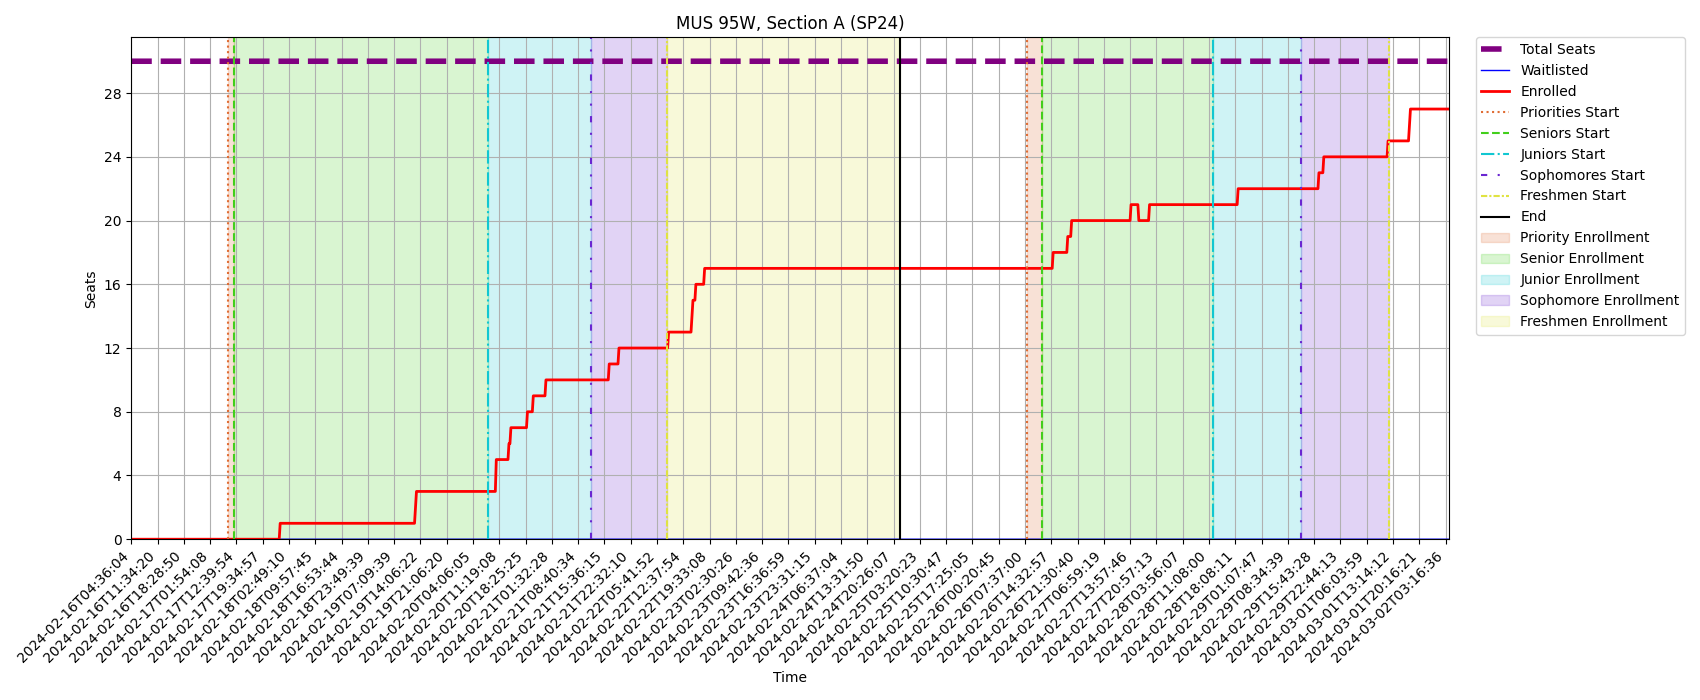 MUS 95W, Section A (SP24)
Seats
28
24
20
16
12
8
4
0
2024-02-16T04:36:04
2024-02-16T11:34:20
2024-02-16T18:28:50
2024-02-17T01:54:08
2024-02-17T12:39:54
2024-02-17T19:34:57
2024-02-18T02:49:10
2024-02-18T09:57:45
2024-02-18T16:53:44
2024-02-18T23:49:39
2024-02-19T07:09:39
2024-02-19T14:06:22
2024-02-19T21:06:20
2024-02-20T04:06:05
2024-02-20T11:19:08
2024-02-20T18:25:25
2024-02-21T01:32:28
2024-02-21T08:40:34
2024-02-21T15:36:15
2024-02-21T22:32:10
2024-02-22T05:41:52
2024-02-22T12:37:54
2024-02-22T19:33:08
2024-02-23T02:30:26
2024-02-23T09:42:36
2024-02-23T16:36:59
2024-02-23T23:31:15
2024-02-24T06:37:04
2024-02-24T13:31:50
2024-02-24T20:26:07
2024-02-25T03:20:23
2024-02-25T10:30:47
2024-02-25T17:25:05
2024-02-26T00:20:45
2024-02-26T07:37:00
2024-02-26T14:32:57
2024-02-26T21:30:40
2024-02-27T06:59:19
2024-02-27T13:57:46
2024-02-27T20:57:13
2024-02-28T03:56:07
2024-02-28T11:08:00
2024-02-28T18:08:11
2024-02-29T01:07:47
2024-02-29T08:34:39
2024-02-29T15:43:28
2024-02-29T22:44:13
2024-03-01T06:03:59
2024-03-01T13:14:12
2024-03-01T20:16:21
2024-03-02T03:16:36
Time
Total Seats
Waitlisted
Enrolled
Priorities Start
Seniors Start
Juniors Start
Sophomores Start
Freshmen Start
End
Priority Enrollment
Senior Enrollment
Junior Enrollment
Sophomore Enrollment
Freshmen Enrollment